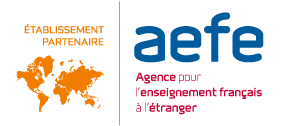 ÉTABLISSEMENT
PARTENAIRE
aefe
Agence pour
l'enseignement français
à l'étranger